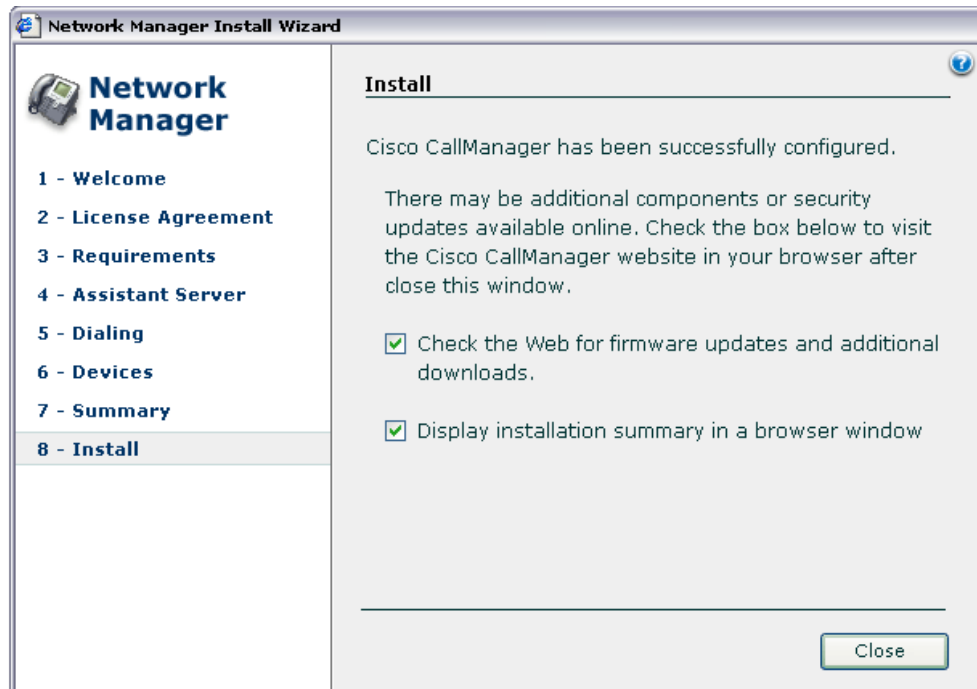 Network Manager Install Wizard
Network
Manager
1 - Welcome
2 - License Agreement
3 - Requirements
4 - Assistant Server
5 - Dialing
6 - Devices
7 - Summary
8 - Install
?
Install
Cisco CallManager has been successfully configured.
There may be additional components or security
updates available online. Check the box below to visit
the Cisco CallManager website in your browser after
close this window.
Check the Web for firmware updates and additional
downloads.
Display installation summary in a browser window
Close